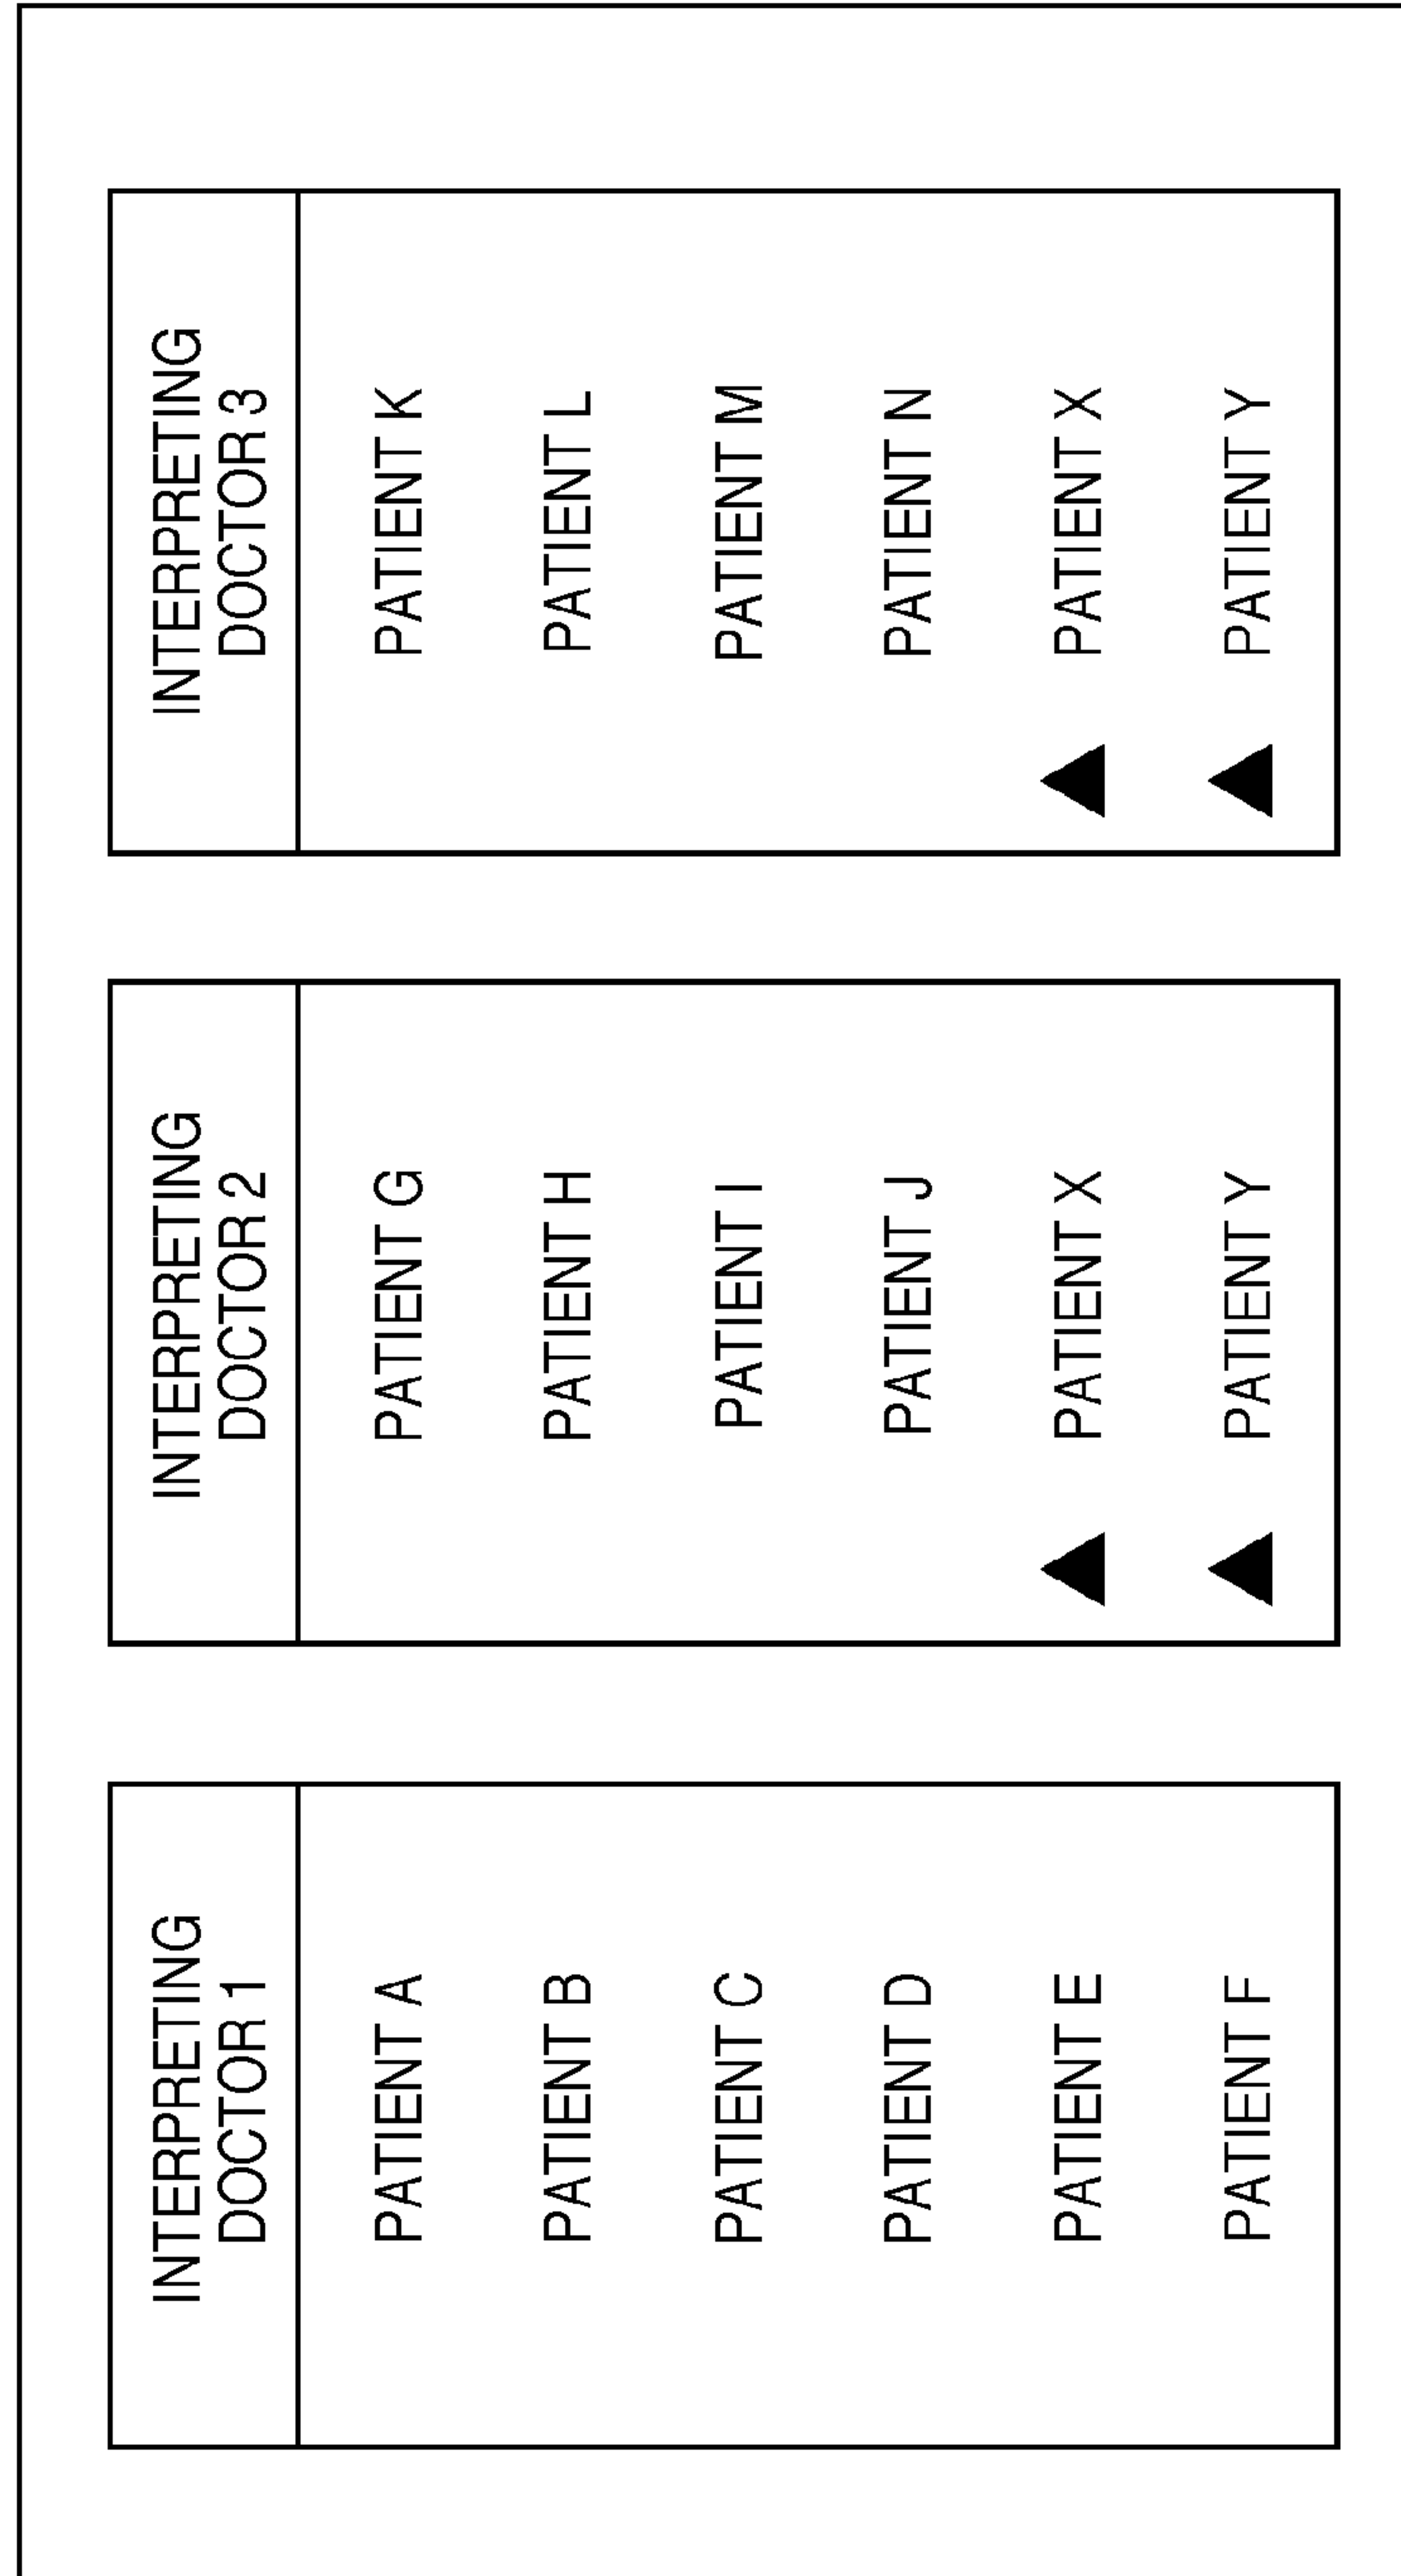 INTERPRETING
DOCTOR 1
PATIENT A
PATIENT B
PATIENT C
PATIENT D
PATIENT E
PATIENT F
INTERPRETING
DOCTOR 2
PATIENT G
PATIENT H
PATIENT I
PATIENT J
PATIENT X
PATIENT Y
INTERPRETING
DOCTOR 3
PATIENT K
PATIENT L
PATIENT M
PATIENT N
PATIENT X
PATIENT Y